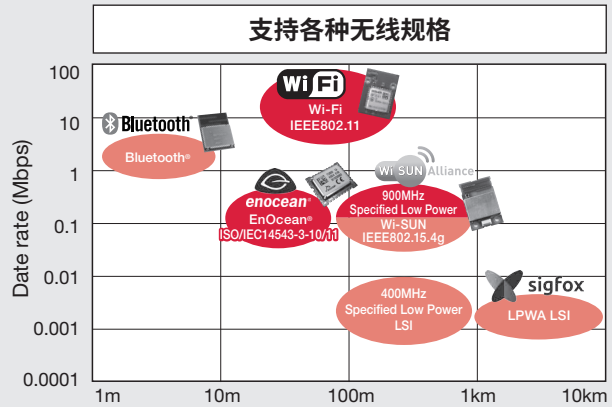 支持各种无线规格
Date rate (Mbps)
100
10
1
0.1
0.01
0.001
0.0001
1m
10m
100m
1km
10km
Wi Fi
Wi-Fi
IEEE802.11
Bluetooth®
Bluetooth®
Wi SUN Alliance
enocean®
EnOcean®
ISO/IEC14543-3-10/11
900MHz
Specified Low Power
Wi-SUN
IEEE802.15.4g
400MHz
Specified Low Power
LSI
sigfox
LPWA LSI